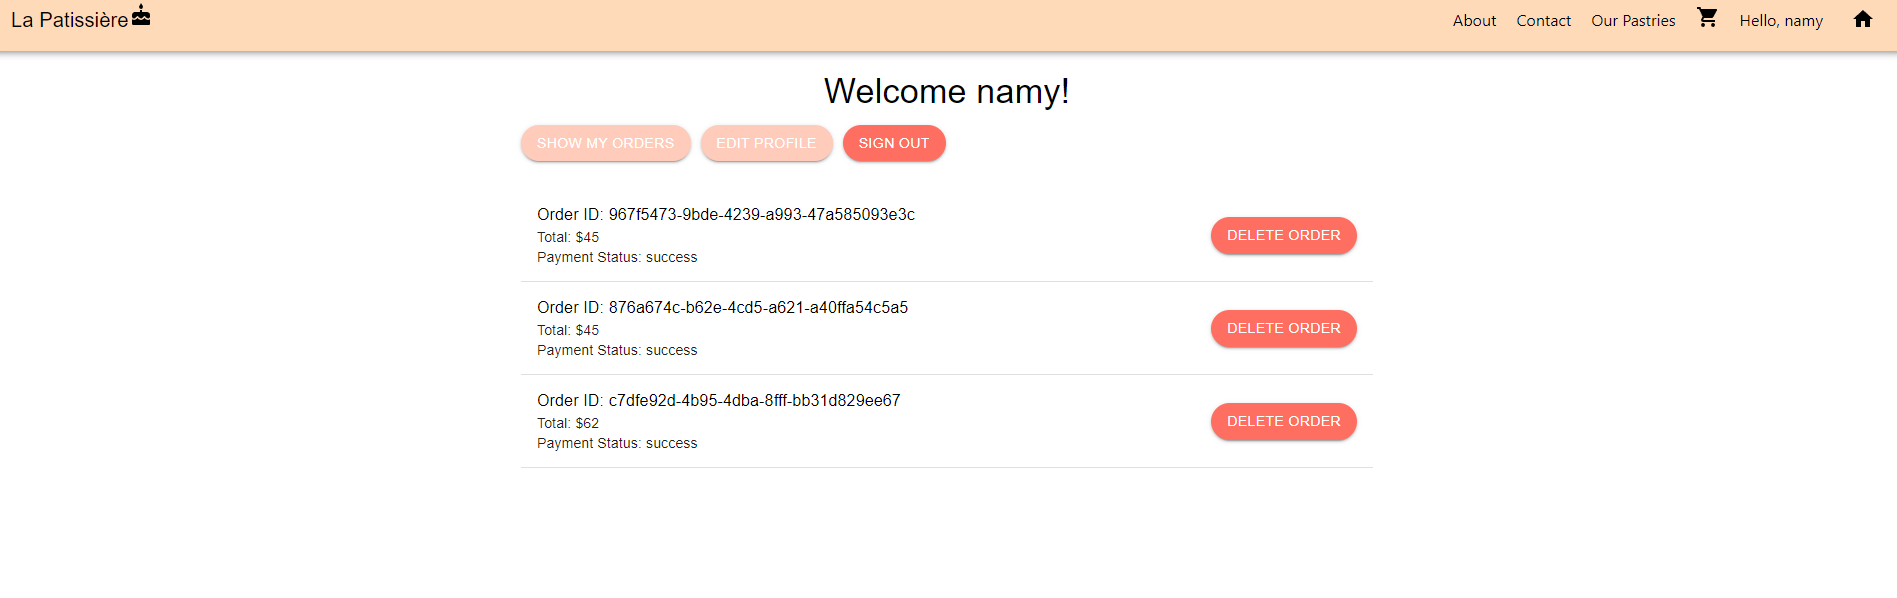 La Patissière
About Contact Our Pastries Hello, namy
Welcome namy!
SHOW MY ORDERS EDIT PROFILE SIGN OUT
Order ID: 967f5473-9bde-4239-a993-47a585093e3c
Total: $45
Payment Status: success
DELETE ORDER
Order ID: 876a674c-b62e-4cd5-a621-a40ffa54c5a5
Total: $45
Payment Status: success
DELETE ORDER
Order ID: c7dfe92d-4b95-4dba-8fff-bb31d829ee67
Total: $62
Payment Status: success
DELETE ORDER